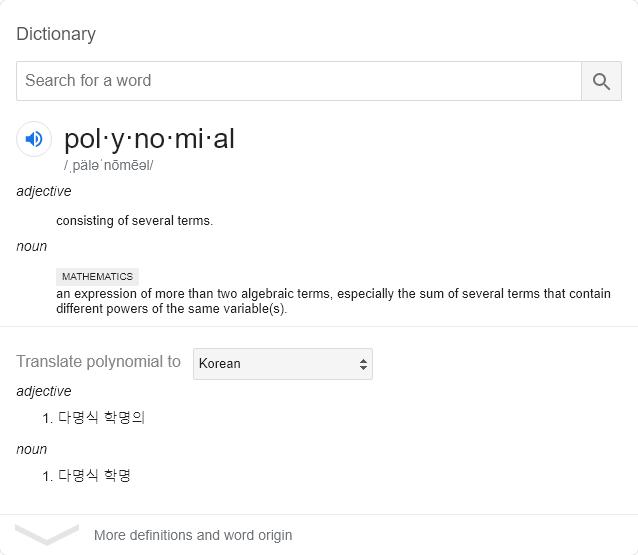 Dictionary
Search for a word
pol·y·no·mi·al
/ˌpäləˈnōmēəl/
adjective
consisting of several terms.
noun
MATHEMATICS
an expression of more than two algebraic terms, especially the sum of several terms that contain
different powers of the same variable(s).
Translate polynomial to Korean
adjective
1. 다명식 학명의
noun
1. 다명식 학명
More definitions and word origin